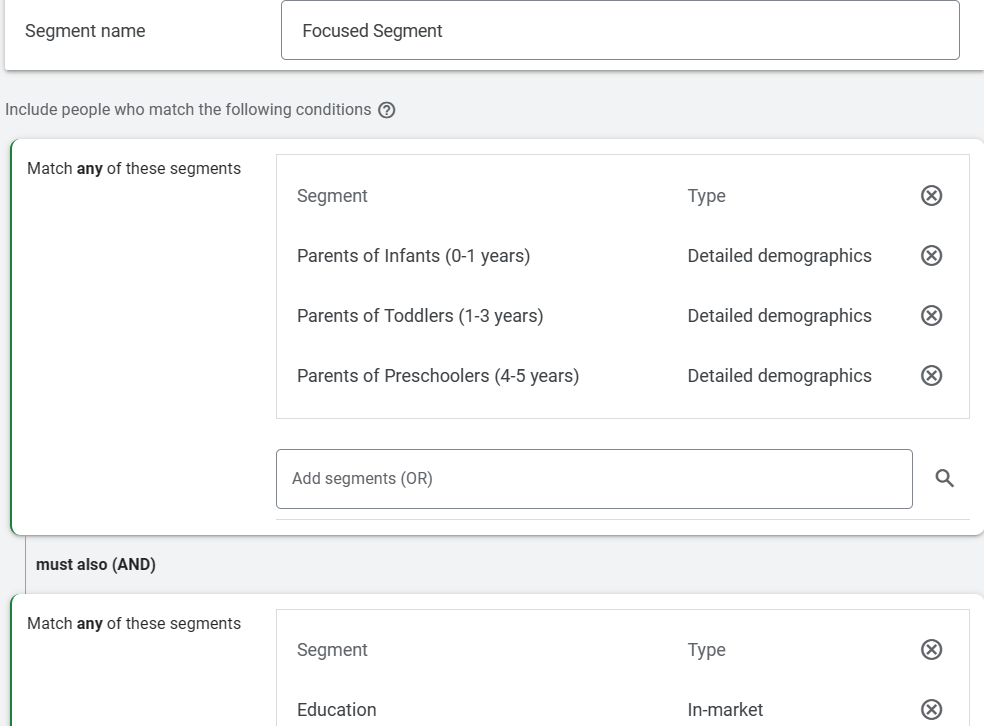 Segment name
Focused Segment
Include people who match the following conditions
Match any of these segments
Segment Type
Parents of Infants (0-1 years) Detailed demographics
Parents of Toddlers (1-3 years) Detailed demographics
Parents of Preschoolers (4-5 years) Detailed demographics
Add segments (OR)
must also (AND)
Match any of these segments
Segment Type
Education In-market